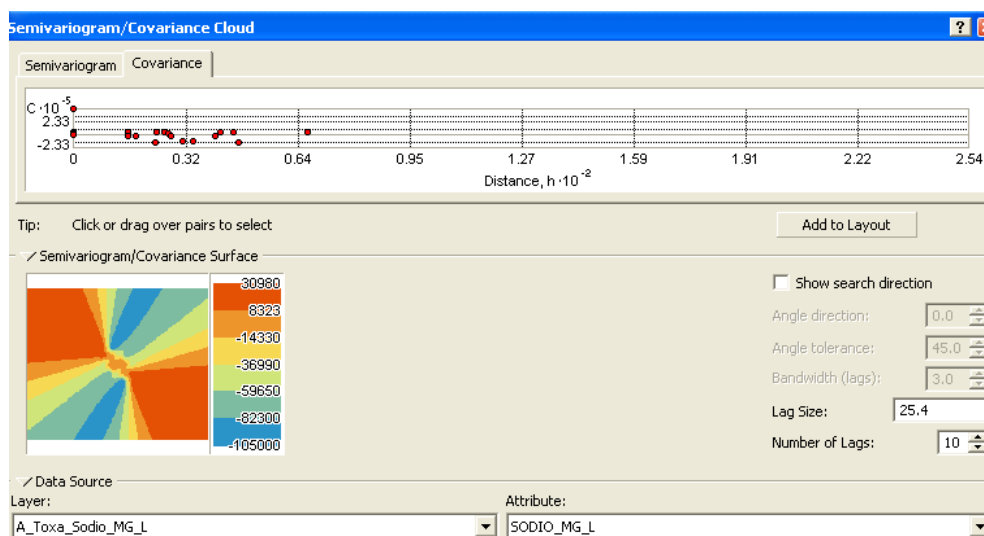 Semivariogram/Covariance Cloud
Semivariogram Covariance
C ·10 -5
2.33
-2.33
0 0.32 0.64 0.95 1.27 1.59 1.91 2.22 2.54
Distance, h ·10 -2
Tip: Click or drag over pairs to select Add to Layout
Semivariogram/Covariance Surface
30980
8323
-14330
-36990
-59650
-82300
-105000
Show search direction
Angle direction: 0.0
Angle tolerance: 45.0
Bandwidth (lags): 3.0
Lag Size: 25.4
Number of Lags: 10
Data Source
Layer: Attribute:
A_Toxa_Sodio_MG_L SODIO_MG_L